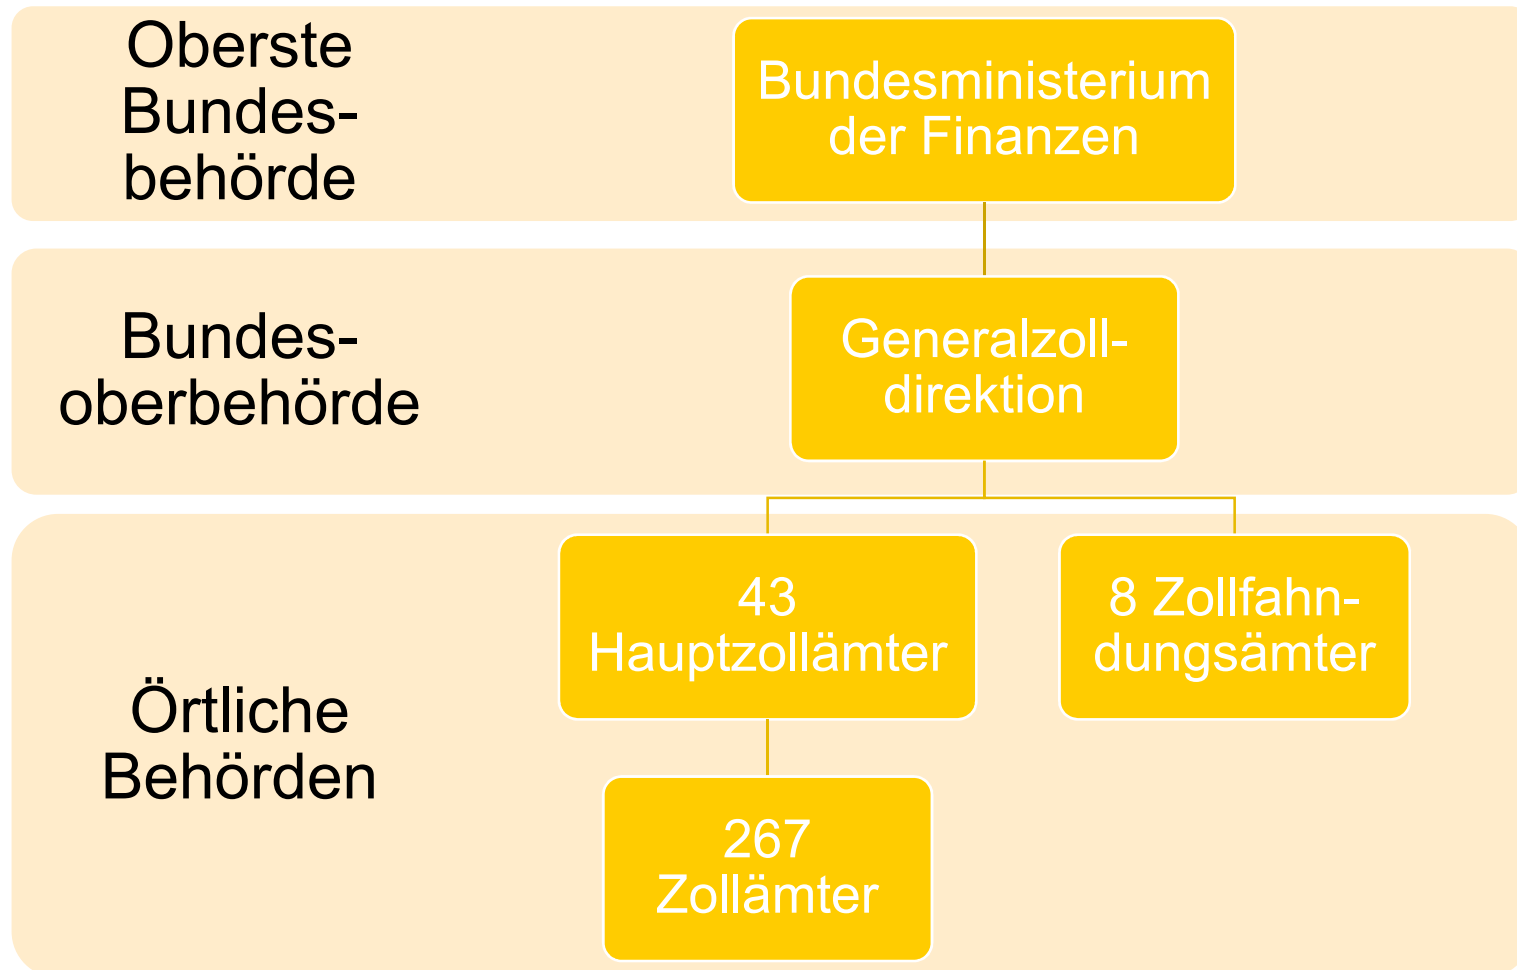 Oberste
Bundes-
behörde
Bundesministerium
der Finanzen
Bundes-
oberbehörde
Generalzoll-
direktion
Örtliche
Behörden
43
Hauptzollämter
8 Zollfahn-
dungsämter
267
Zollämter